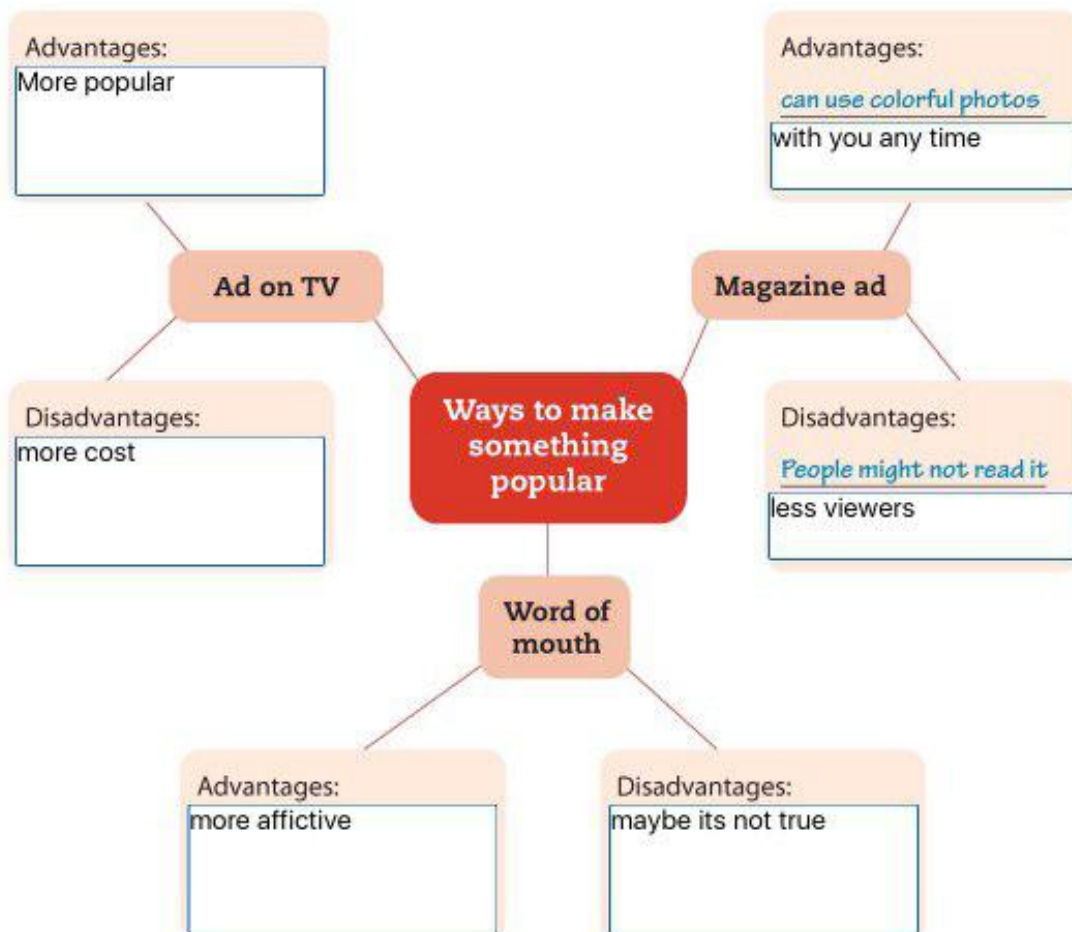 Advantages:
More popular
Advantages:
can use colorful photos
with you any time
Ad on TV
Magazine ad
Disadvantages:
more cost
Ways to make
something
popular
Disadvantages:
People might not read it
less viewers
Word of
mouth
Advantages:
more affictive
Disadvantages:
maybe its not true